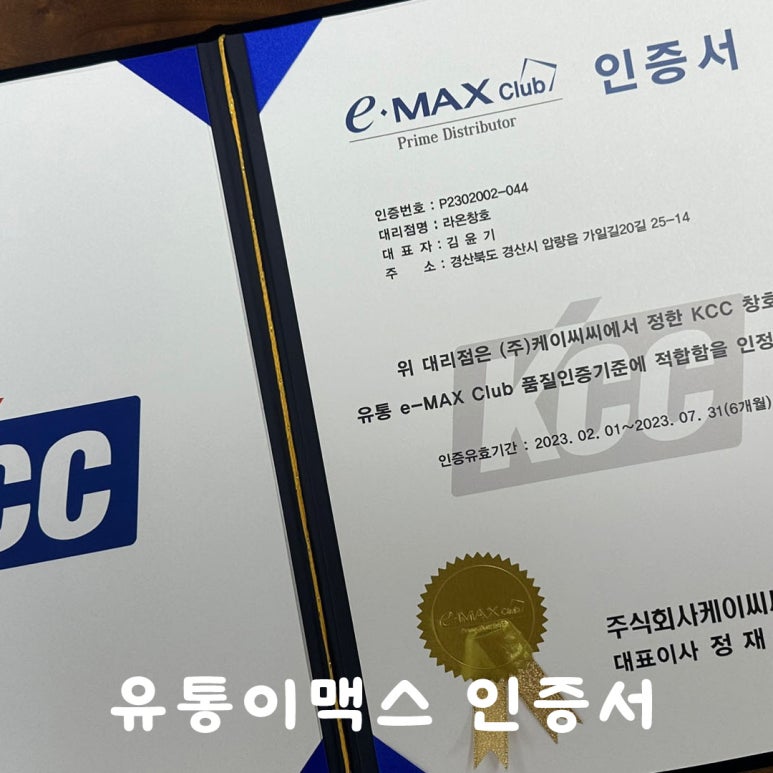 e·MAX Club
Prime Distributor
인증서
인증번호 : P2302002-044
대리점명 : 라온창호
대 표 자 : 김 윤 기
주 소 : 경산북도 경산시 압량읍 가일길20길 25-14
KCC
위 대리점은 (주)케이씨씨에서 정한 KCC 창호
유통 e-MAX Club 품질인증기준에 적합함을 인정
인증유효기간 : 2023. 02. 01~2023. 07. 31(6개월)
CC
e·MAX Club
주식회사케이씨씨
대표이사 정 재
유통이맥스 인증서